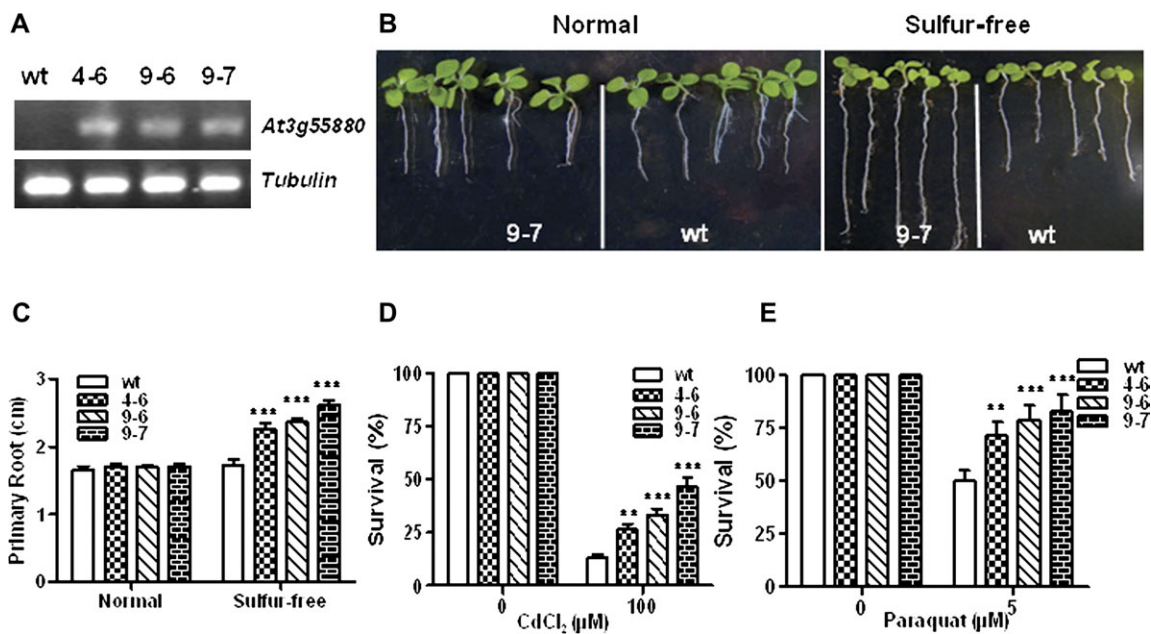 A
wt 4-6 9-6 9-7
At3g55880
Tubulin
B
Normal Sulfur-free
9-7 wt 9-7 wt
C
wt
4-6
9-6
9-7
*** *** ***
Primary Root (cm)
3
2
1
0
Normal Sulfur-free
D
wt
4-6
9-6
9-7
** *** ***
Survival (%)
100
75
50
25
0
0 100
CdCl₂ (µM)
E
wt
4-6
9-6
9-7
** *** ***
Survival (%)
100
75
50
25
0
0 5
Paraquat (µM)